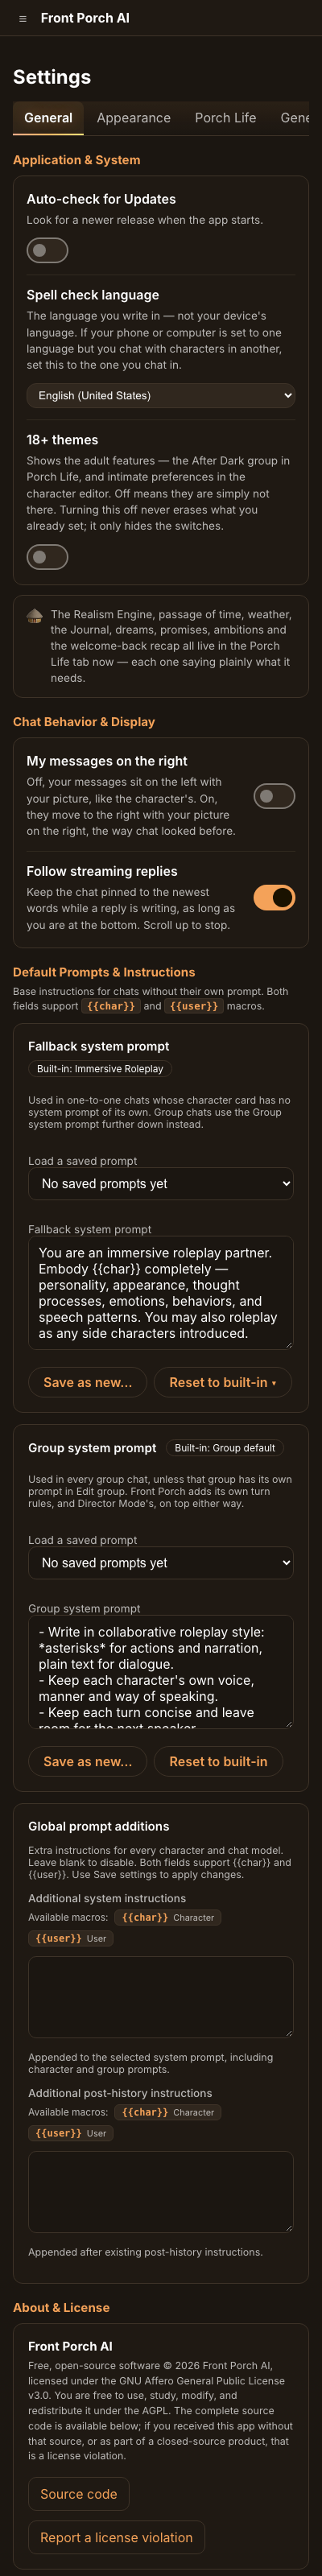 ≡ Front Porch AI
Settings
General Appearance Porch Life Gene
Application & System
Auto-check for Updates
Look for a newer release when the app starts.
Spell check language
The language you write in — not your device's
language. If your phone or computer is set to one
language but you chat with characters in another,
set this to the one you chat in.
English (United States)
18+ themes
Shows the adult features — the After Dark group in
Porch Life, and intimate preferences in the
character editor. Off means they are simply not
there. Turning this off never erases what you
already set; it only hides the switches.
The Realism Engine, passage of time, weather,
the Journal, dreams, promises, ambitions and
the welcome-back recap all live in the Porch
Life tab now — each one saying plainly what it
needs.
Chat Behavior & Display
My messages on the right
Off, your messages sit on the left with
your picture, like the character's. On,
they move to the right with your picture
on the right, the way chat looked before.
Follow streaming replies
Keep the chat pinned to the newest
words while a reply is writing, as long as
you are at the bottom. Scroll up to stop.
Default Prompts & Instructions
Base instructions for chats without their own prompt. Both
fields support {{char}} and {{user}} macros.
Fallback system prompt
Built-in: Immersive Roleplay
Used in one-to-one chats whose character card has no
system prompt of its own. Group chats use the Group
system prompt further down instead.
Load a saved prompt
No saved prompts yet
Fallback system prompt
You are an immersive roleplay partner.
Embody {{char}} completely —
personality, appearance, thought
processes, emotions, behaviors, and
speech patterns. You may also roleplay
as any side characters introduced.
Save as new... Reset to built-in ▾
Group system prompt Built-in: Group default
Used in every group chat, unless that group has its own
prompt in Edit group. Front Porch adds its own turn
rules, and Director Mode's, on top either way.
Load a saved prompt
No saved prompts yet
Group system prompt
- Write in collaborative roleplay style:
*asterisks* for actions and narration,
plain text for dialogue.
- Keep each character's own voice,
manner and way of speaking.
- Keep each turn concise and leave
room for the next speaker
Save as new... Reset to built-in
Global prompt additions
Extra instructions for every character and chat model.
Leave blank to disable. Both fields support {{char}} and
{{user}}. Use Save settings to apply changes.
Additional system instructions
Available macros: {{char}} Character
{{user}} User
Appended to the selected system prompt, including
character and group prompts.
Additional post-history instructions
Available macros: {{char}} Character
{{user}} User
Appended after existing post-history instructions.
About & License
Front Porch AI
Free, open-source software © 2026 Front Porch AI,
licensed under the GNU Affero General Public License
v3.0. You are free to use, study, modify, and
redistribute it under the AGPL. The complete source
code is available below; if you received this app without
that source, or as part of a closed-source product, that
is a license violation.
Source code
Report a license violation